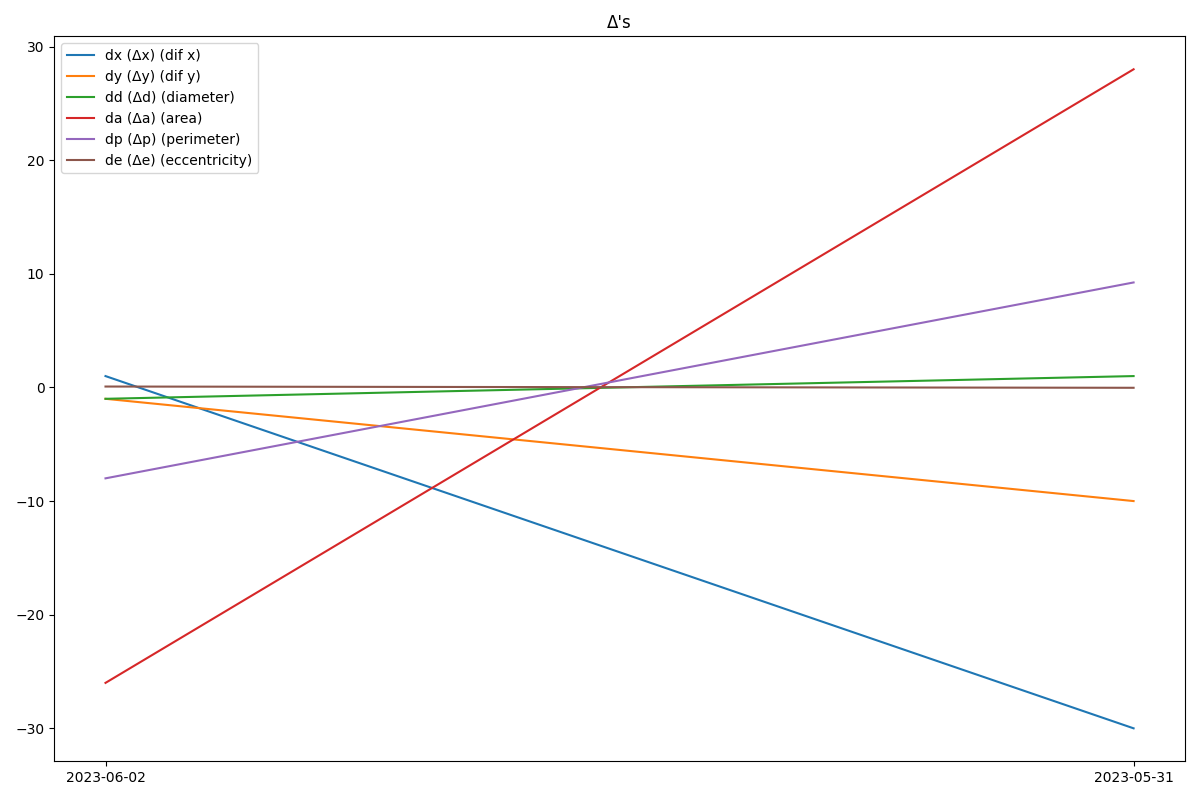 Δ's
dx (Δx) (dif x)
dy (Δy) (dif y)
dd (Δd) (diameter)
da (Δa) (area)
dp (Δp) (perimeter)
de (Δe) (eccentricity)
30
20
10
0
−10
−20
−30
2023-06-02 2023-05-31